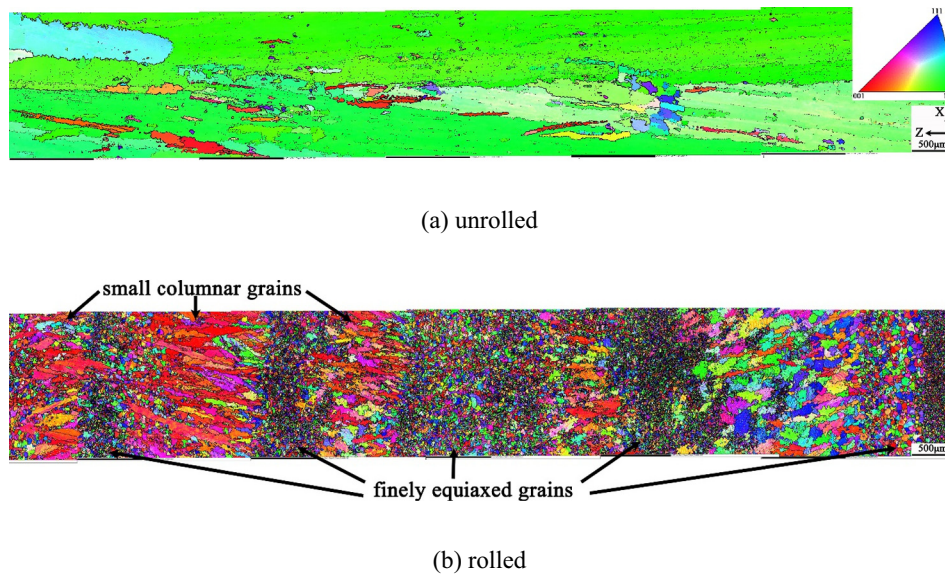 111
001
X
Z
500μm
(a) unrolled
small columnar grains
500μm
finely equiaxed grains
(b) rolled